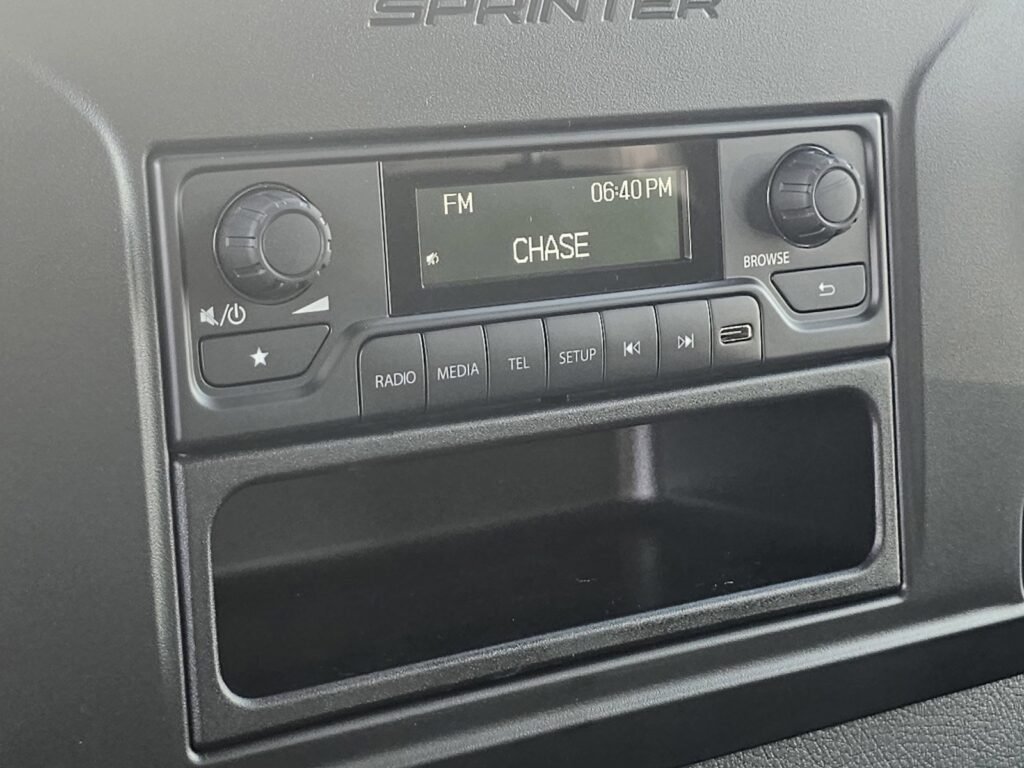 SPRINTER
FM 06:40 PM
CHASE
BROWSE
RADIO MEDIA TEL SETUP